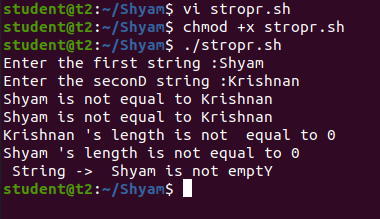 student@t2:~/Shyam$ vi stropr.sh
student@t2:~/Shyam$ chmod +x stropr.sh
student@t2:~/Shyam$ ./stropr.sh
Enter the first string :Shyam
Enter the seconD string :Krishnan
Shyam is not equal to Krishnan
Shyam is not equal to Krishnan
Krishnan 's length is not  equal to 0
Shyam 's length is not equal to 0
 String ->  Shyam is not emptY
student@t2:~/Shyam$